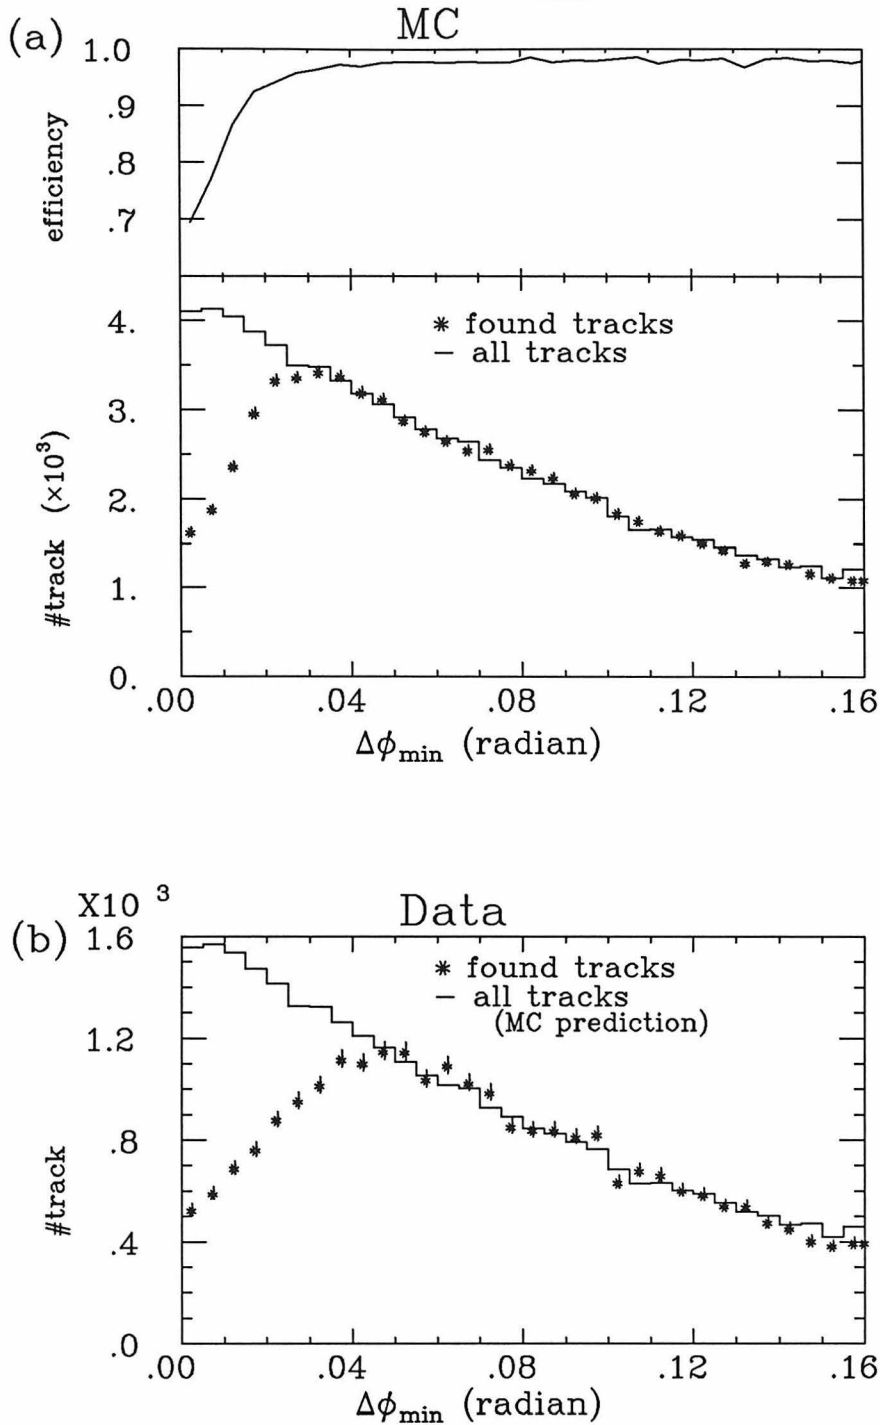 (a) MC
1.0
.9
.8
.7
efficiency
4.
3.
2.
1.
0.
#track (×10³)
* found tracks
— all tracks
.00 .04 .08 .12 .16
Δϕmin (radian)
X10 3
(b) Data
1.6
1.2
.8
.4
.0
#track
* found tracks
— all tracks
(MC prediction)
.00 .04 .08 .12 .16
Δϕmin (radian)